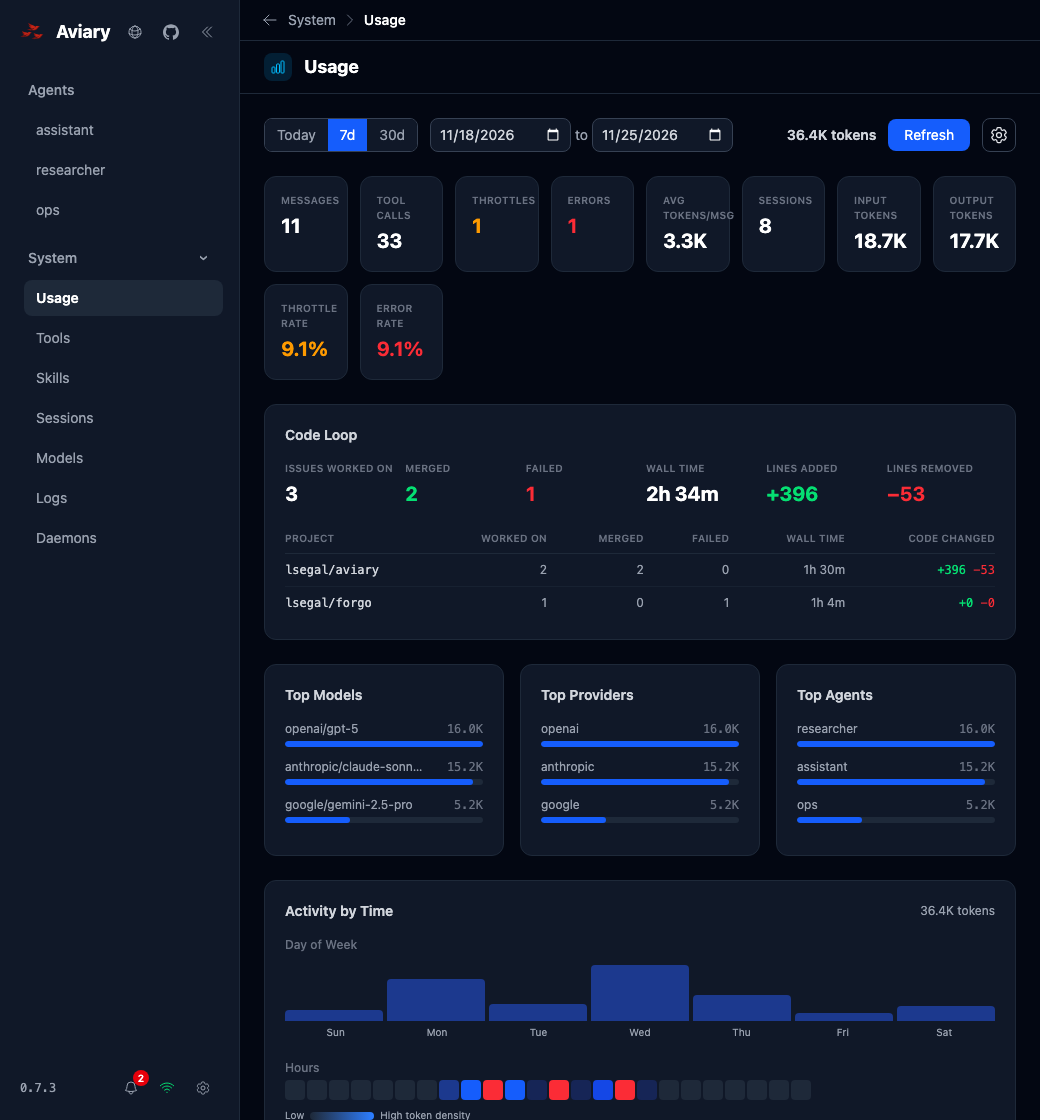 Aviary
Agents
assistant
researcher
ops
System
Usage
Tools
Skills
Sessions
Models
Logs
Daemons
0.7.3
2
System
Usage
Usage
Today 7d 30d 11/18/2026 to 11/25/2026 36.4K tokens Refresh
MESSAGES
11
TOOL
CALLS
33
THROTTLES
1
ERRORS
1
AVG
TOKENS/MSG
3.3K
SESSIONS
8
INPUT
TOKENS
18.7K
OUTPUT
TOKENS
17.7K
THROTTLE
RATE
9.1%
ERROR
RATE
9.1%
Code Loop
ISSUES WORKED ON MERGED FAILED WALL TIME LINES ADDED LINES REMOVED
3 2 1 2h 34m +396 −53
PROJECT WORKED ON MERGED FAILED WALL TIME CODE CHANGED
lsegal/aviary 2 2 0 1h 30m +396 −53
lsegal/forgo 1 0 1 1h 4m +0 −0
Top Models
openai/gpt-5 16.0K
anthropic/claude-sonn... 15.2K
google/gemini-2.5-pro 5.2K
Top Providers
openai 16.0K
anthropic 15.2K
google 5.2K
Top Agents
researcher 16.0K
assistant 15.2K
ops 5.2K
Activity by Time 36.4K tokens
Day of Week
Sun Mon Tue Wed Thu Fri Sat
Hours
Low High token density